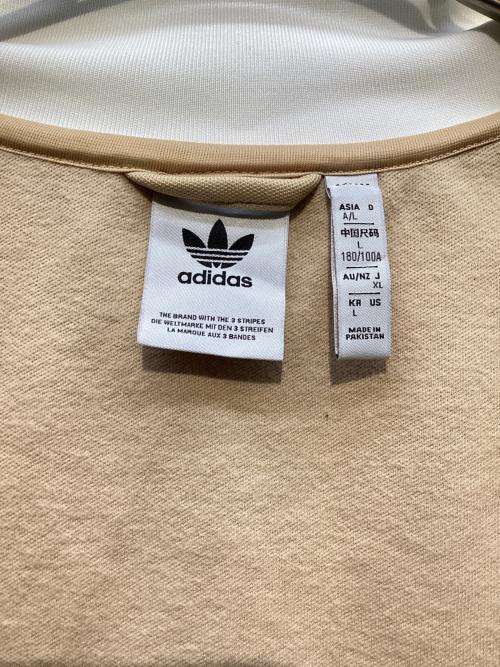 adidas
THE BRAND WITH THE 3 STRIPES
DIE WELTMARKE MIT DEN 3 STREIFEN
LA MARQUE AUX 3 BANDES
ASIA D
A/L
中国尺码
L
180/100A
AU/NZ J
XL
KR US
L
MADE IN
PAKISTAN